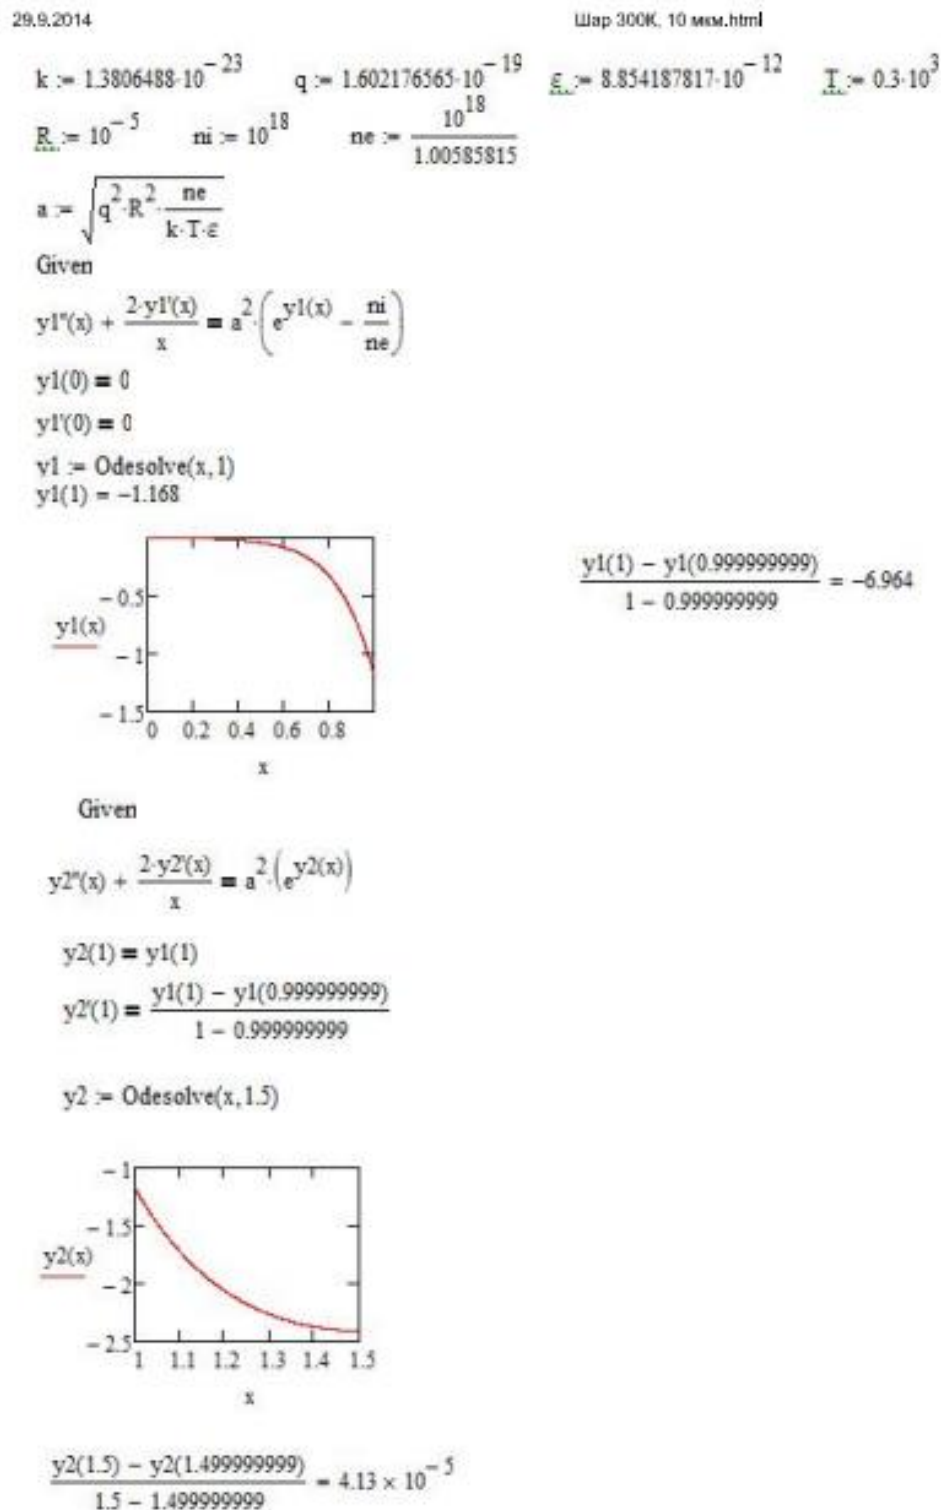 29.9.2014 Шар 300K, 10 мкм.html
k := 1.3806488·10^-23 q := 1.602176565·10^-19 ε := 8.854187817·10^-12 T := 0.3·10^3
R := 10^-5 ni := 10^18 ne := 10^18 / 1.00585815
a := √(q^2·R^2·ne/(k·T·ε))
Given
y1''(x) + 2·y1'(x)/x = a^2·(e^y1(x) − ni/ne)
y1(0) = 0
y1'(0) = 0
y1 := Odesolve(x,1)
y1(1) = −1.168
(y1(1) − y1(0.999999999))/(1 − 0.999999999) = −6.964
− 0.5
y1(x)
− 1
− 1.5
0 0.2 0.4 0.6 0.8
x
Given
y2''(x) + 2·y2'(x)/x = a^2·(e^y2(x))
y2(1) = y1(1)
y2'(1) = (y1(1) − y1(0.999999999))/(1 − 0.999999999)
y2 := Odesolve(x,1.5)
− 1
− 1.5
y2(x)
− 2
− 2.5
1 1.1 1.2 1.3 1.4 1.5
x
(y2(1.5) − y2(1.499999999))/(1.5 − 1.499999999) = 4.13 × 10^-5